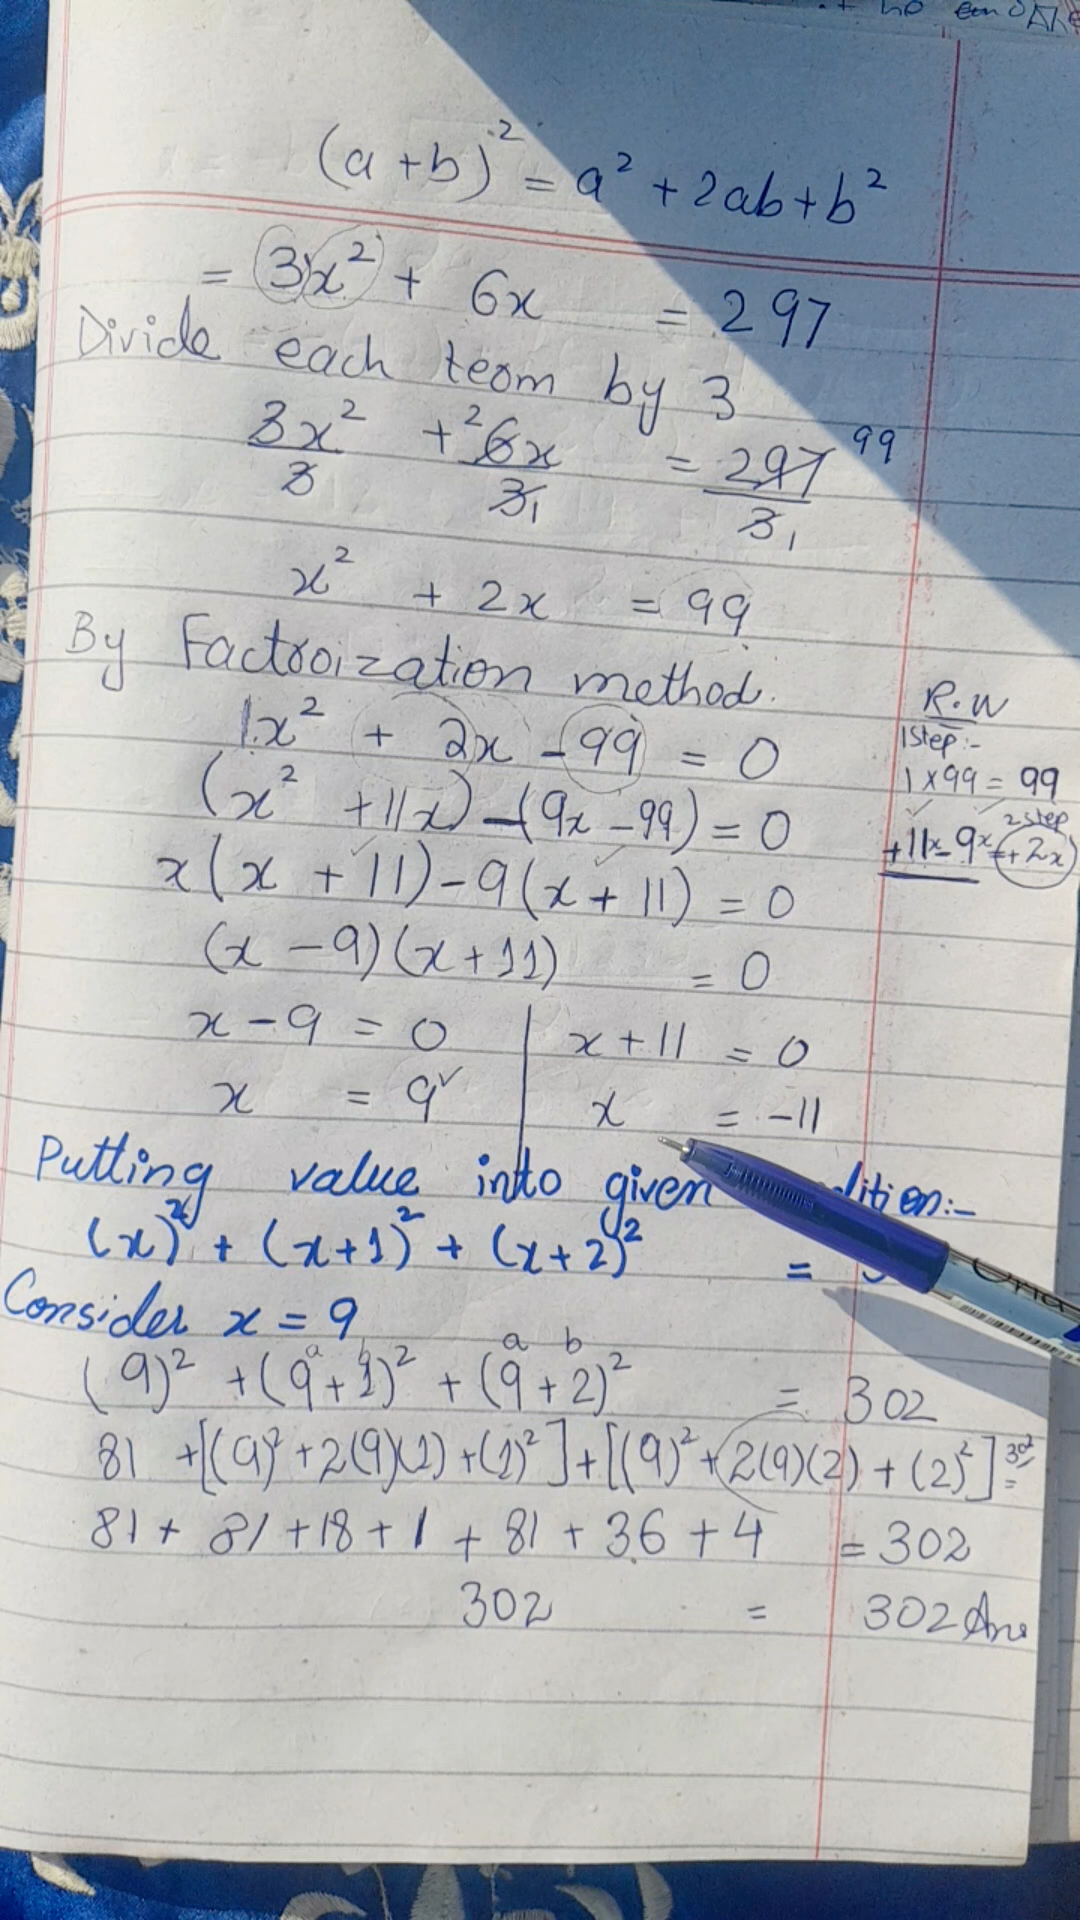 (a + b)² = a² + 2ab + b²
= 3x² + 6x = 297
Divide each term by 3
3x²/3 + ²6x/3₁ = 297/3₁ 99
x² + 2x = 99
By Factroization method.
1x² + 2x - 99 = 0
R.W
1step:-
1 x 99 = 99
(x² + 11x) - (9x - 99) = 0
2step
+11x - 9x = +2x
x(x + 11) - 9(x + 11) = 0
(x - 9)(x + 11) = 0
x - 9 = 0 | x + 11 = 0
x = 9 | x = -11
Putting value into given
(x)² + (x+1)² + (x+2)² =
Consider x = 9
a b
(9)² + (9+1)² + (9+2)² = 302
81 + [(9)² + 2(9)(1) + (1)²] + [(9)² + 2(9)(2) + (2)²] = 302
81 + 81 + 18 + 1 + 81 + 36 + 4 = 302
302 = 302 Ans